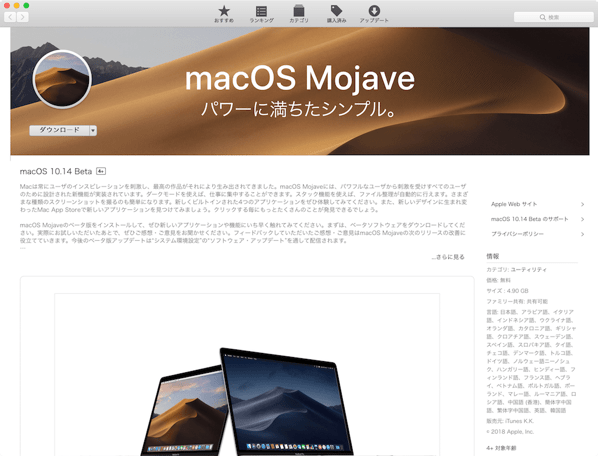 おすすめ
ランキング
カテゴリ
購入済み
アップデート
検索
macOS Mojave
パワーに満ちたシンプル。
ダウンロード
macOS 10.14 Beta 4+
Macは常にユーザのインスピレーションを刺激し、最高の作品がそれにより生み出されてきました。macOS Mojaveには、パワフルなユーザから刺激を受けすべてのユーザ
のために設計された新機能が実装されています。ダークモードを使えば、仕事に集中することができます。スタック機能を使えば、ファイル整理が自動的に行えます。さまざ
まな種類のスクリーンショットを撮るのも簡単になります。新しくビルトインされた4つのアプリケーションをぜひ体験してみてください。また、新しいデザインに生まれ変
わったMac App Storeで新しいアプリケーションを見つけてみましょう。クリックする毎にもっとたくさんのことが発見できるでしょう。
macOS Mojaveのベータ版をインストールして、ぜひ新しいアプリケーションや機能にいち早く触れてみてください。まずは、ベータソフトウェアをダウンロードしてくださ
い。実際にお試しいただいたあとで、ぜひご感想・ご意見をお聞かせください。フィードバックしていただいたご感想・ご意見はmacOS Mojaveの次のリリースの改善に
役立てていきます。今後のベータ版アップデートは“システム環境設定”の“ソフトウェア・アップデート”を通して配信されます。
...
...さらに見る
Apple Web サイト
macOS 10.14 Beta のサポート
プライバシーポリシー
情報
カテゴリ: ユーティリティ
価格: 無料
サイズ: 4.90 GB
ファミリー共有: 共有可能
言語: 日本語、アラビア語、イタリア
語、インドネシア語、ウクライナ語、
オランダ語、カタロニア語、ギリシャ
語、クロアチア語、スウェーデン語、
スペイン語、スロバキア語、タイ語、
チェコ語、デンマーク語、トルコ語、
ドイツ語、ノルウェー語ニーノシュ
ク、ハンガリー語、ヒンディー語、フ
ィンランド語、フランス語、ヘブラ
イ、ベトナム語、ポルトガル語、ポー
ランド、マレー語、ルーマニア語、ロ
シア語、中国語 (香港)、簡体字中国
語、繁体字中国語、英語、韓国語
販売元: iTunes K.K.
© 2018 Apple, Inc.
4+ 対象年齢